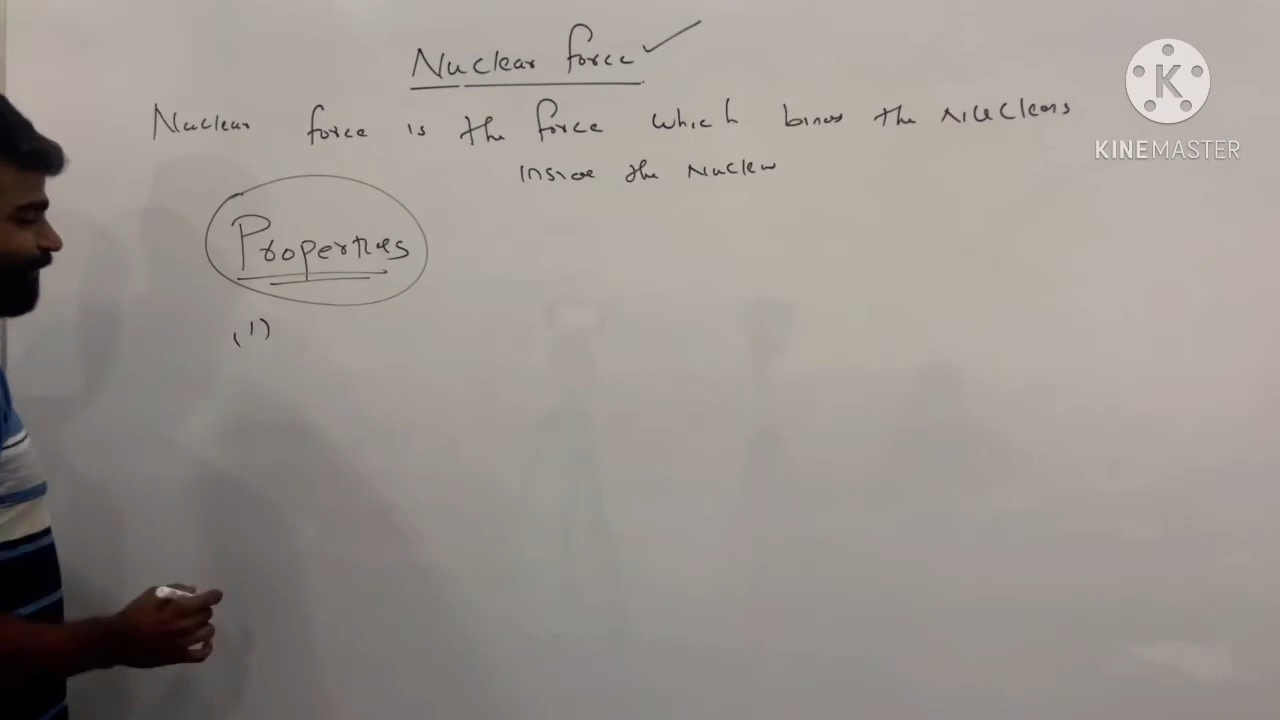 Nuclear force
K
KINEMASTER
Nuclear force is the force which binds the nucleons
inside the Nucleus
Properties
(1)